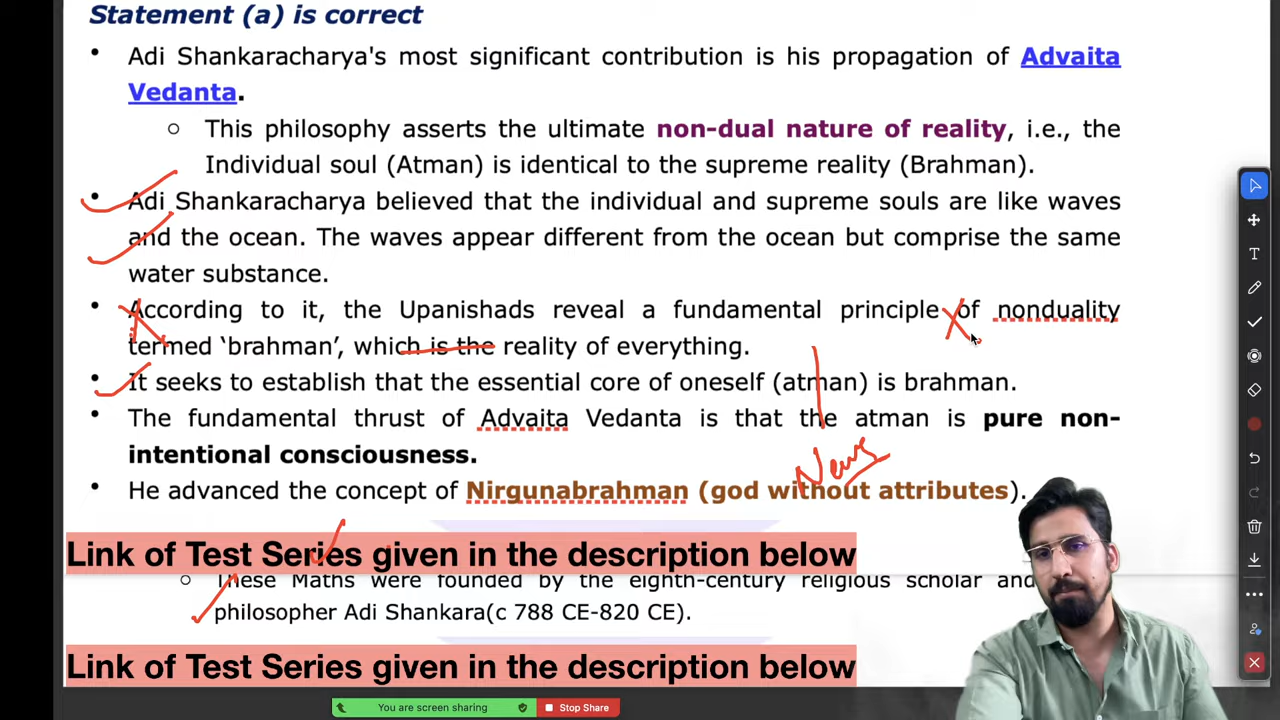 Statement (a) is correct
• Adi Shankaracharya's most significant contribution is his propagation of Advaita
Vedanta.
○ This philosophy asserts the ultimate non-dual nature of reality, i.e., the
Individual soul (Atman) is identical to the supreme reality (Brahman).
• Adi Shankaracharya believed that the individual and supreme souls are like waves
and the ocean. The waves appear different from the ocean but comprise the same
water substance.
• According to it, the Upanishads reveal a fundamental principle of nonduality
termed ‘brahman’, which is the reality of everything.
• It seeks to establish that the essential core of oneself (atman) is brahman.
• The fundamental thrust of Advaita Vedanta is that the atman is pure non-
intentional consciousness.
News
• He advanced the concept of Nirgunabrahman (god without attributes).
Link of Test Series given in the description below
○ These Maths were founded by the eighth-century religious scholar and
philosopher Adi Shankara(c 788 CE-820 CE).
Link of Test Series given in the description below
You are screen sharing
Stop Share